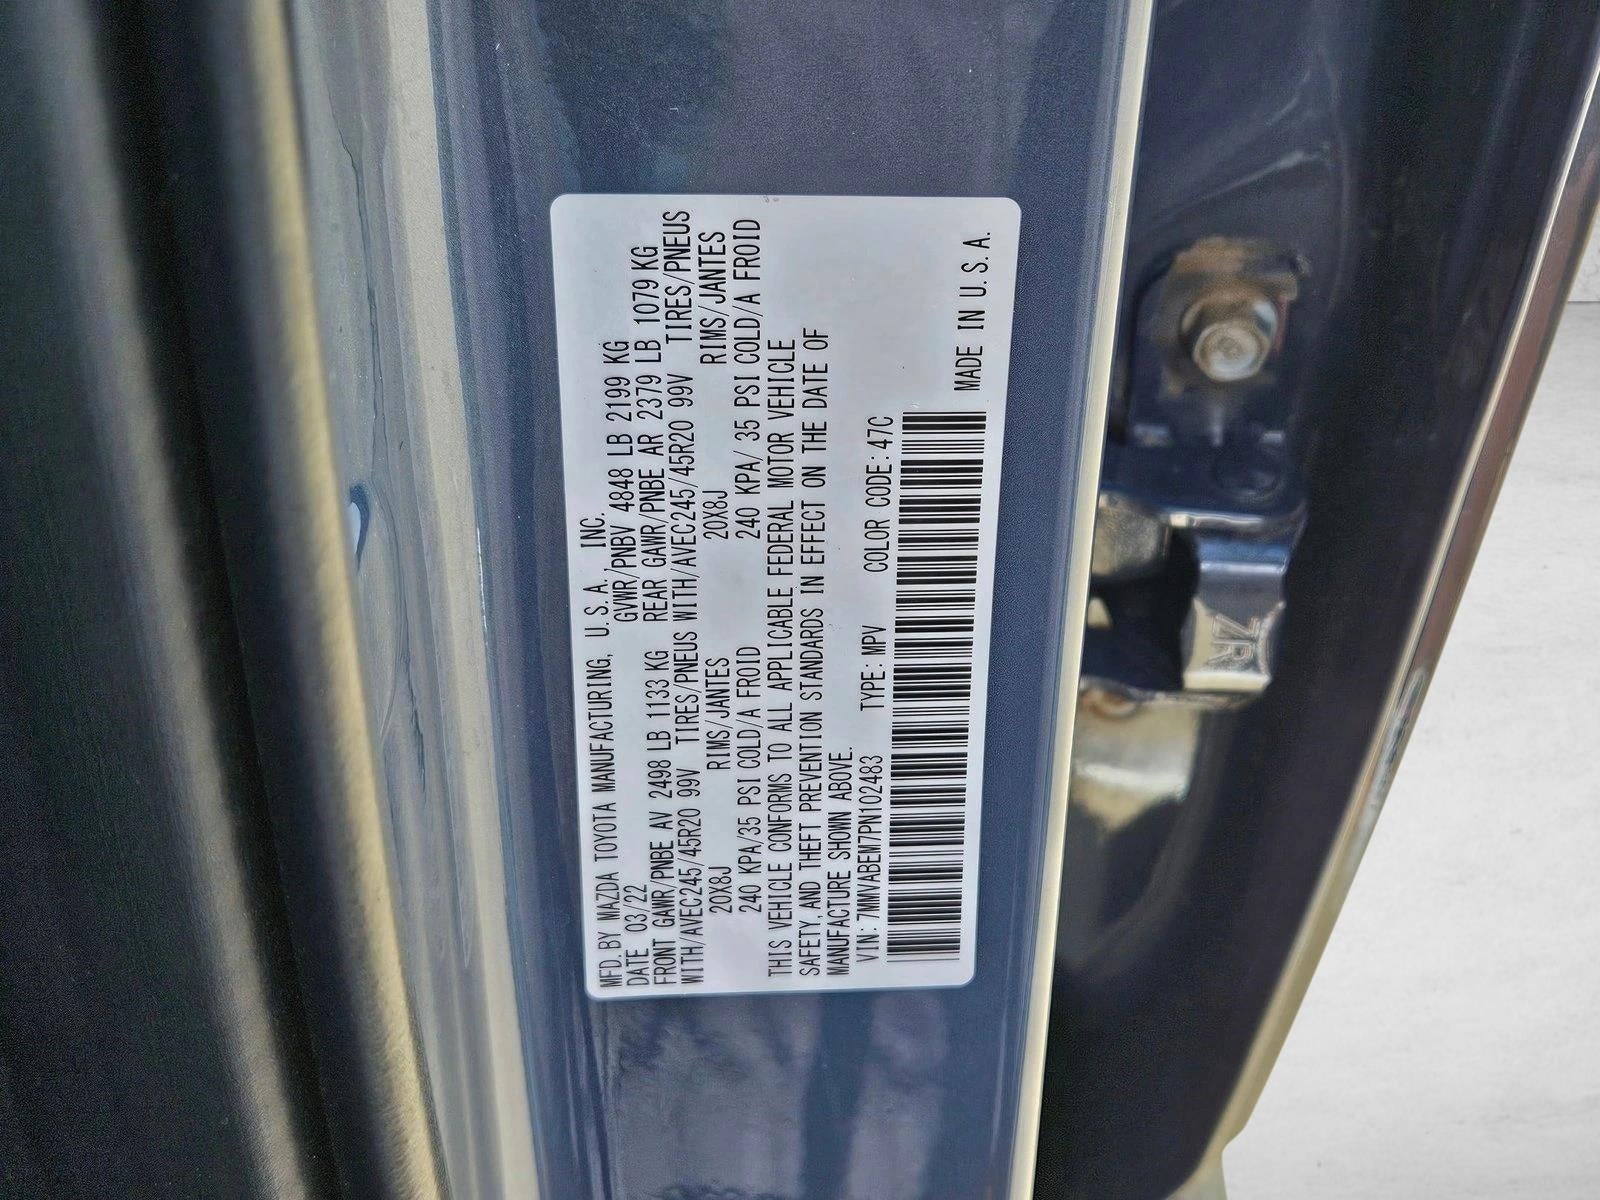 MFD. BY MAZDA TOYOTA MANUFACTURING, U.S.A., INC.
DATE 03/22 GVWR/PNBV 4848 LB 2199 KG
FRONT GAWR/PNBE AV 2498 LB 1133 KG REAR GAWR/PNBE AR 2379 LB 1079 KG
WITH/AVEC245/45R20 99V TIRES/PNEUS WITH/AVEC245/45R20 99V TIRES/PNEUS
20X8J RIMS/JANTES 20X8J RIMS/JANTES
240 KPA/35 PSI COLD/A FROID 240 KPA/ 35 PSI COLD/A FROID
THIS VEHICLE CONFORMS TO ALL APPLICABLE FEDERAL MOTOR VEHICLE
SAFETY, AND THEFT PREVENTION STANDARDS IN EFFECT ON THE DATE OF
MANUFACTURE SHOWN ABOVE.
VIN: 7MMVABEM7PN102483 TYPE: MPV COLOR CODE: 47C
MADE IN U.S.A.
ZR